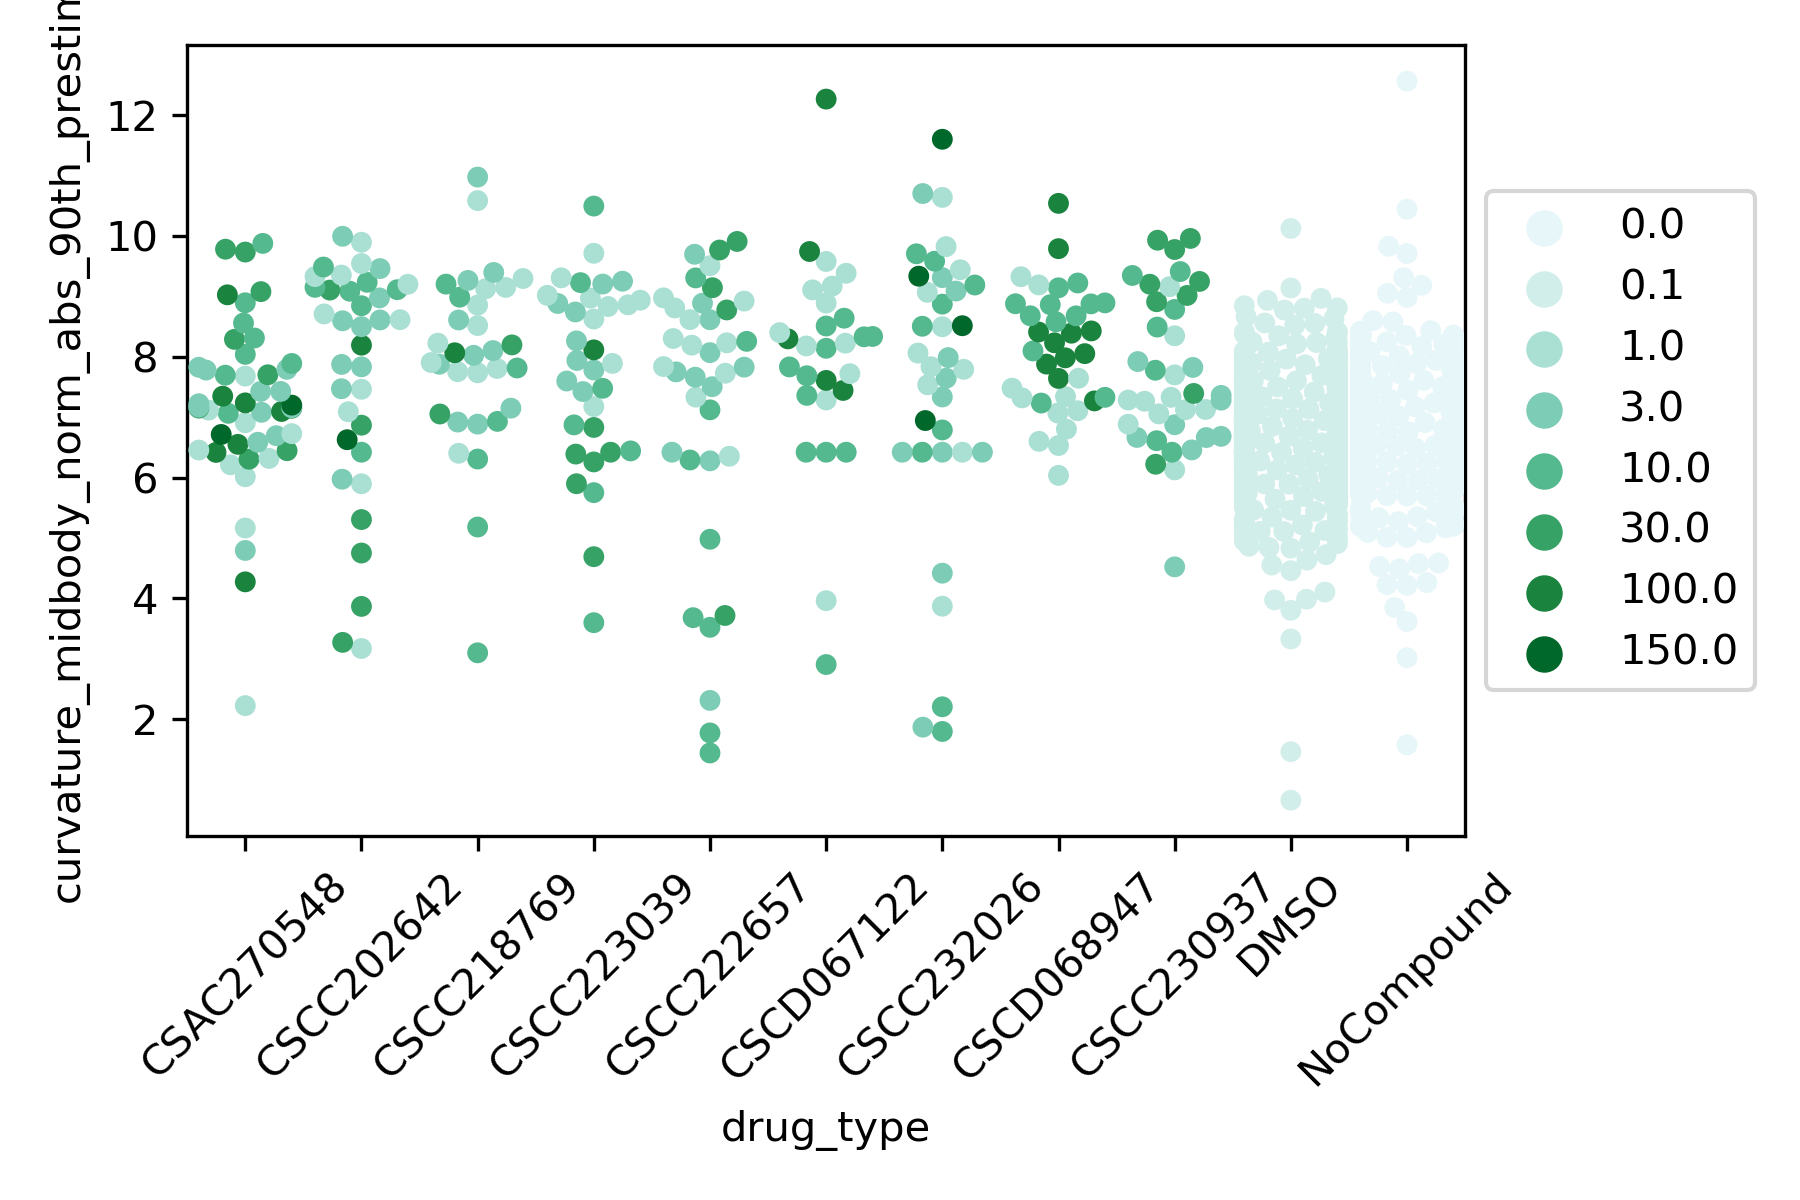 curvature_midbody_norm_abs_90th_prestim
12
10
8
6
4
2
CSAC270548
CSCC202642
CSCC218769
CSCC223039
CSCC222657
CSCD067122
CSCC232026
CSCD068947
CSCC230937
DMSO
NoCompound
drug_type
0.0
0.1
1.0
3.0
10.0
30.0
100.0
150.0